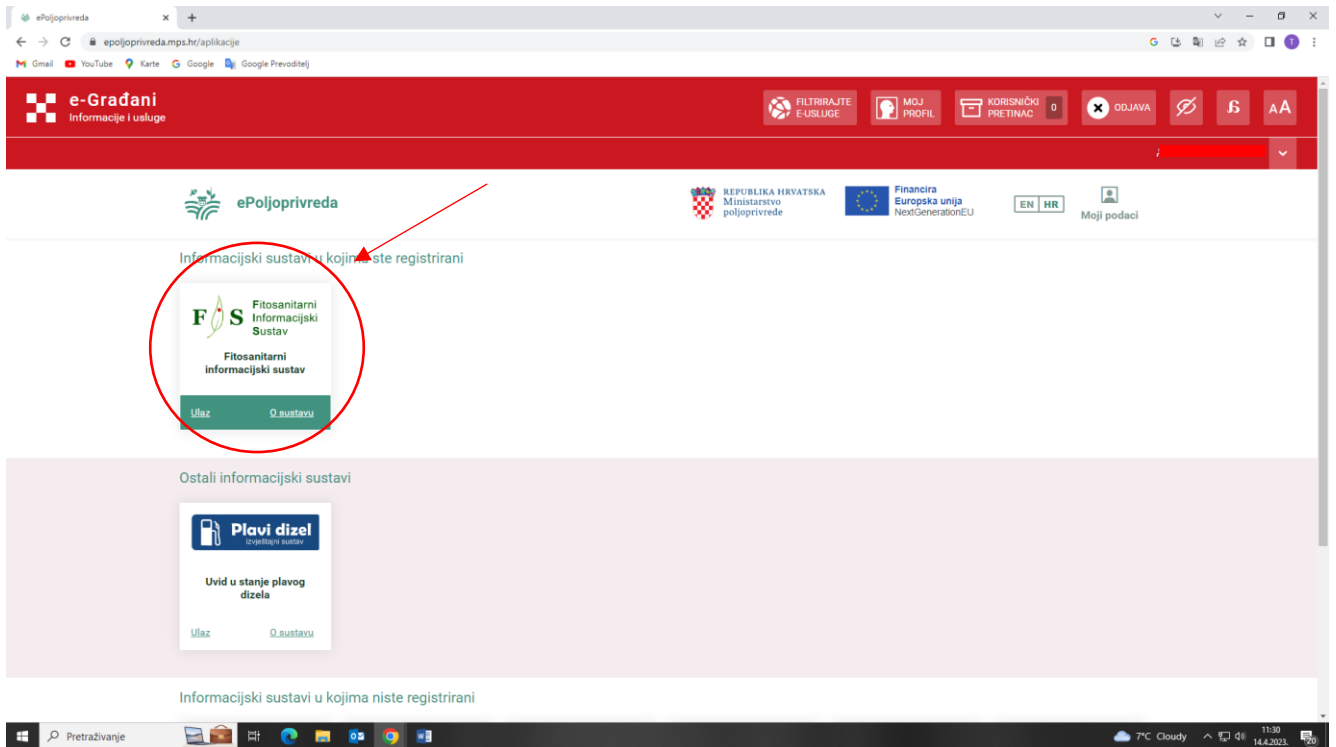 ePoljoprivreda
epoljoprivreda.mps.hr/aplikacije
Gmail YouTube Karte Google Google Prevoditelj
e-Građani
Informacije i usluge
FILTRIRAJTE
E-USLUGE
MOJ
PROFIL
KORISNIČKI
PRETINAC
0
ODJAVA
AA
ePoljoprivreda
REPUBLIKA HRVATSKA
Ministarstvo
poljoprivrede
Financira
Europska unija
NextGenerationEU
EN HR
Moji podaci
Informacijski sustavi u kojima ste registrirani
FIS
Fitosanitarni
Informacijski
Sustav
Fitosanitarni
informacijski sustav
Ulaz O sustavu
Ostali informacijski sustavi
Plavi dizel
izvještajni sustav
Uvid u stanje plavog
dizela
Ulaz O sustavu
Informacijski sustavi u kojima niste registrirani
Pretraživanje
7°C Cloudy
11:30
14.4.2023.
20